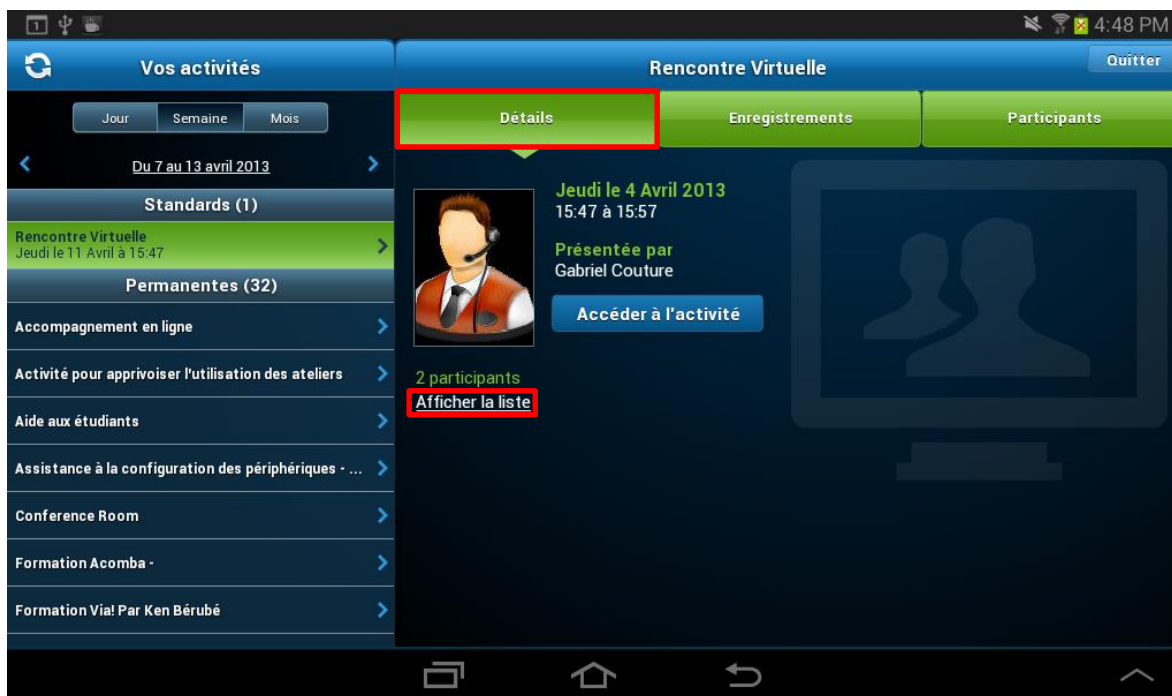 1
4:48 PM
Vos activités
Rencontre Virtuelle
Quitter
Jour Semaine Mois
Du 7 au 13 avril 2013
Standards (1)
Rencontre Virtuelle
Jeudi le 11 Avril à 15:47
Permanentes (32)
Accompagnement en ligne
Activité pour apprivoiser l'utilisation des ateliers
Aide aux étudiants
Assistance à la configuration des périphériques - ...
Conference Room
Formation Acomba -
Formation Via! Par Ken Bérubé
Détails
Enregistrements
Participants
Jeudi le 4 Avril 2013
15:47 à 15:57
Présentée par
Gabriel Couture
Accéder à l'activité
2 participants
Afficher la liste